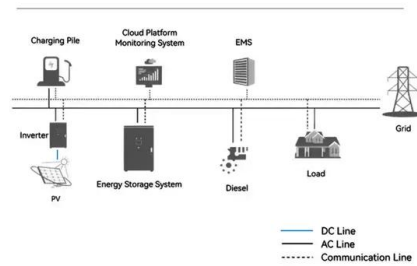 Charging Pile
Cloud Platform
Monitoring System
EMS
Grid
Inverter
PV
Energy Storage System
Diesel
Load
DC Line
AC Line
Communication Line